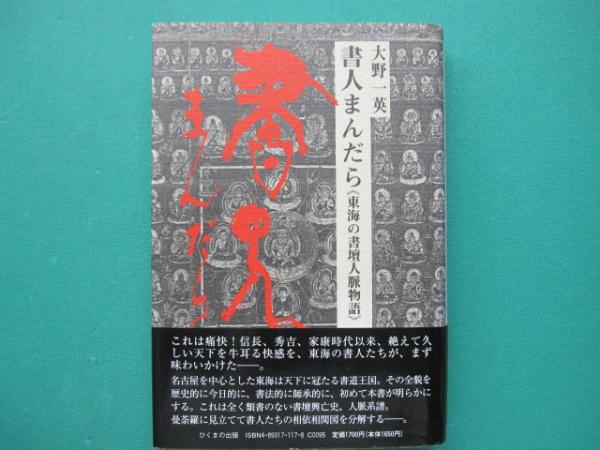 大野一英
書人まんだら《東海の書壇人脈物語》
書人
まんだら
これは痛快！信長、秀吉、家康時代以来、絶えて久
しい天下を牛耳る快感を、東海の書人たちが、まず
味わいかけた――。
名古屋を中心とした東海は天下に冠たる書道王国。その全貌を
歴史的に今日的に、書法的に師承的に、初めて本書が明らかに
する。これは全く類書のない書壇興亡史、人脈系譜。
曼荼羅に見立てて書人たちの相依相関図を分解する――。
ひくまの出版 ISBN4-89317-117-8 C0095 定価1700円(本体1650円)